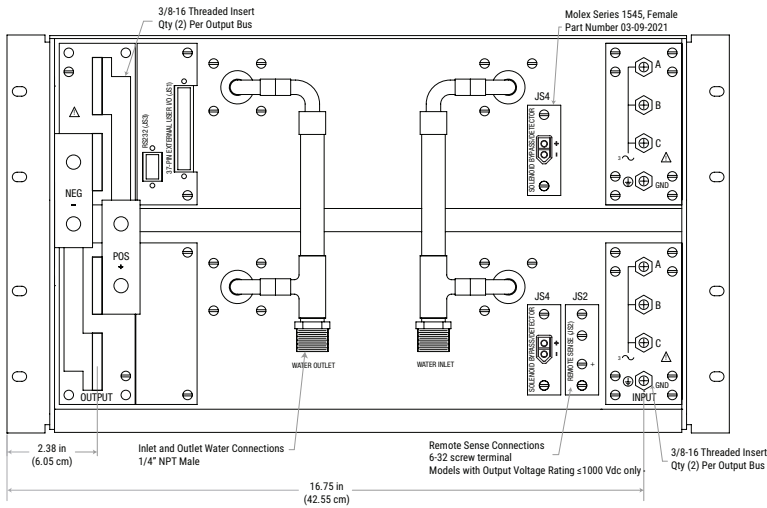 3/8-16 Threaded Insert
Qty (2) Per Output Bus
Molex Series 1545, Female
Part Number 03-09-2021
RS232 (JS3)
37-PIN EXTERNAL USER I/O (JS1)
NEG
-
POS
+
JS4
SOLENOID BYPASS/DETECTOR
+
-
A
B
C
3
GND
WATER OUTLET
WATER INLET
JS4
SOLENOID BYPASS/DETECTOR
+
-
JS2
REMOTE SENSE (JS2)
+
A
B
C
3
GND
OUTPUT
INPUT
2.38 in
(6.05 cm)
Inlet and Outlet Water Connections
1/4” NPT Male
Remote Sense Connections
6-32 screw terminal
Models with Output Voltage Rating ≤1000 Vdc only
3/8-16 Threaded Insert
Qty (2) Per Output Bus
16.75 in
(42.55 cm)